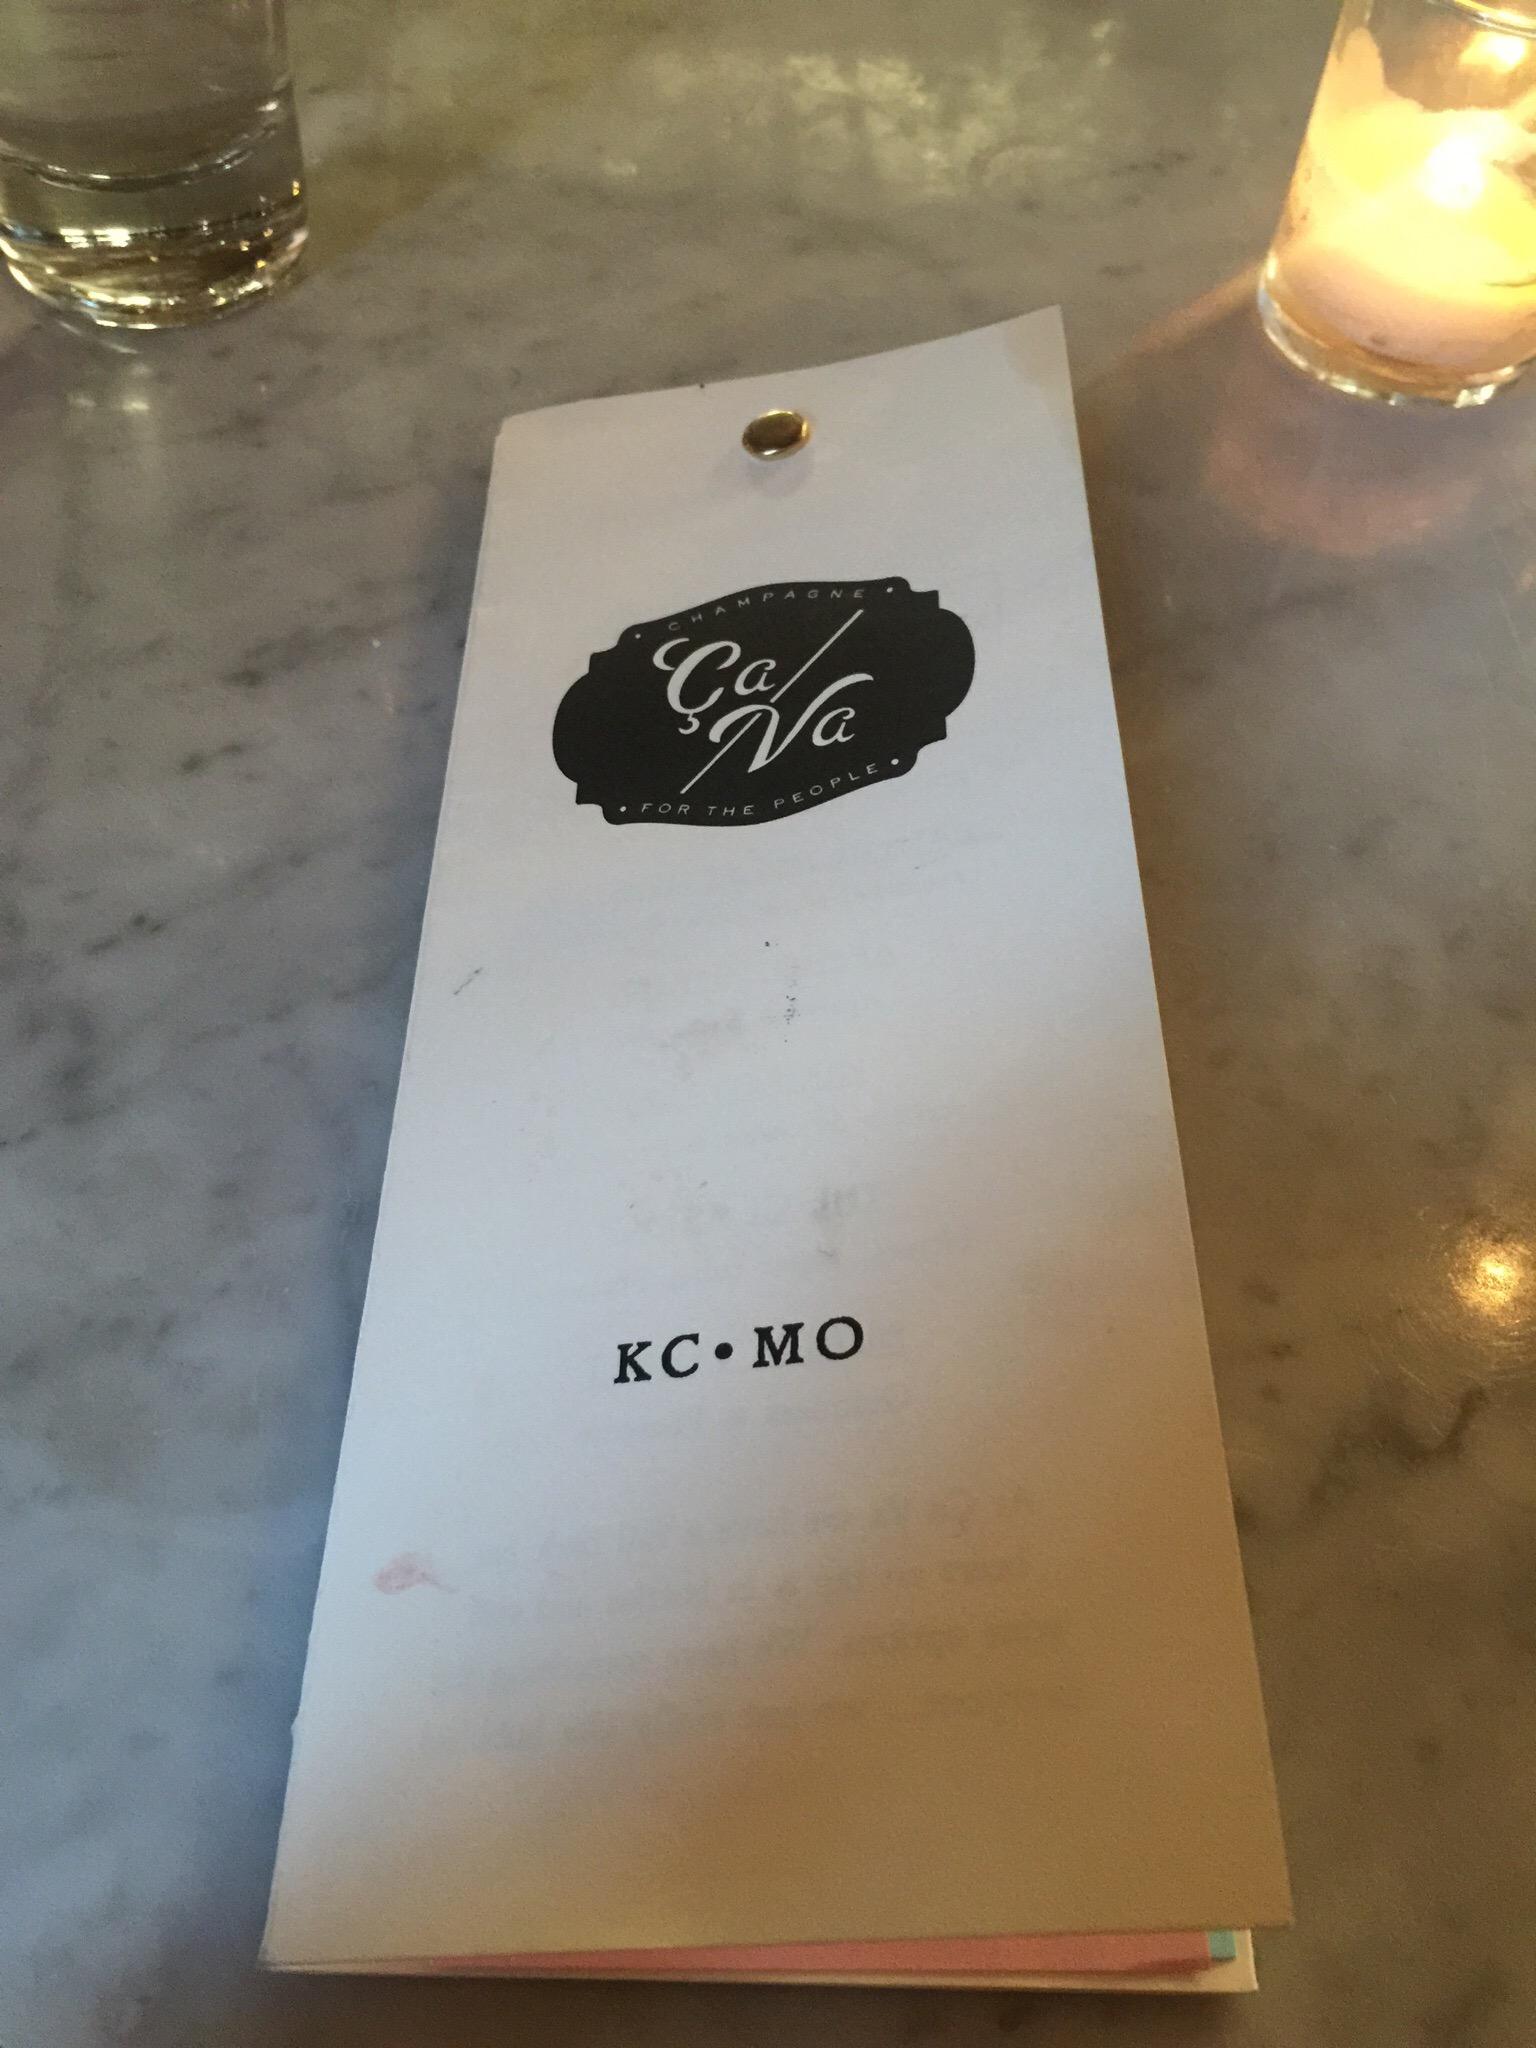 CHAMPAGNE
Ça
Va
FOR THE PEOPLE
KC•MO